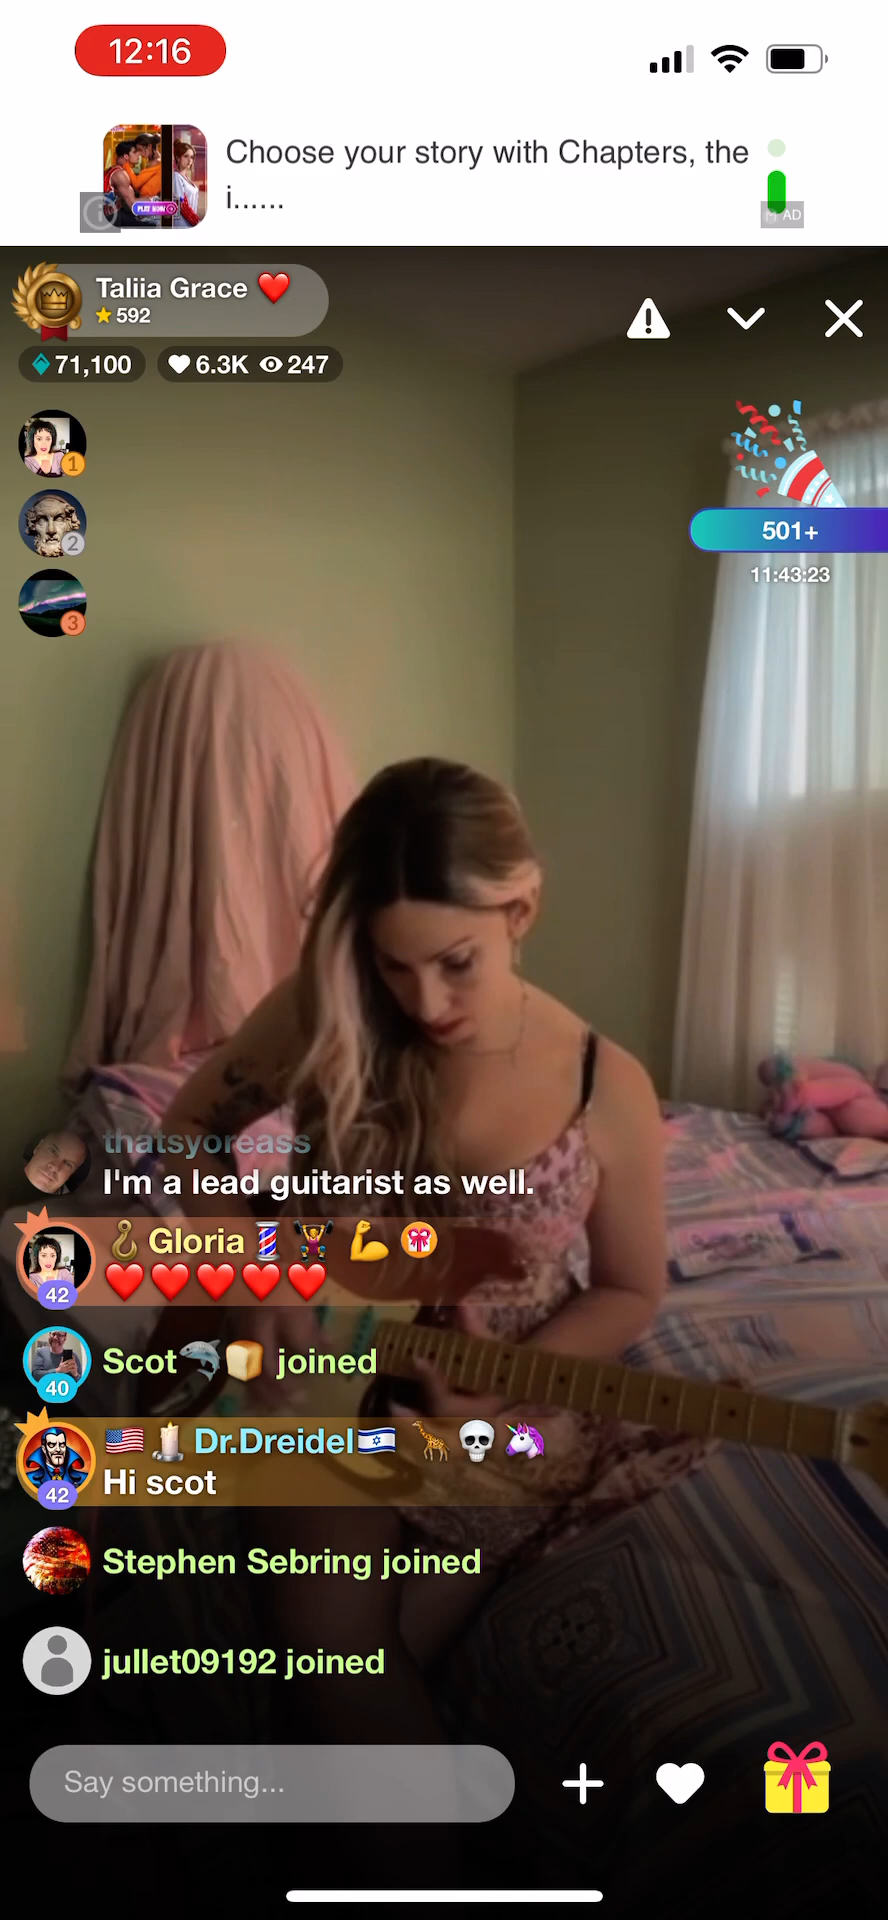 12:16
Choose your story with Chapters, the
i......
PLAY NOW
AD
Taliia Grace ❤️
592
71,100 6.3K 247
1
2
3
501+
11:43:23
thatsyoreass
I'm a lead guitarist as well.
🪝 Gloria 💈 🏋️‍♀️ 💪
❤️❤️❤️❤️❤️
42
Scot🦈🍞 joined
40
🇺🇸 🕯️ Dr.Dreidel🇮🇱 🦒 💀 🦄
Hi scot
42
Stephen Sebring joined
jullet09192 joined
Say something...